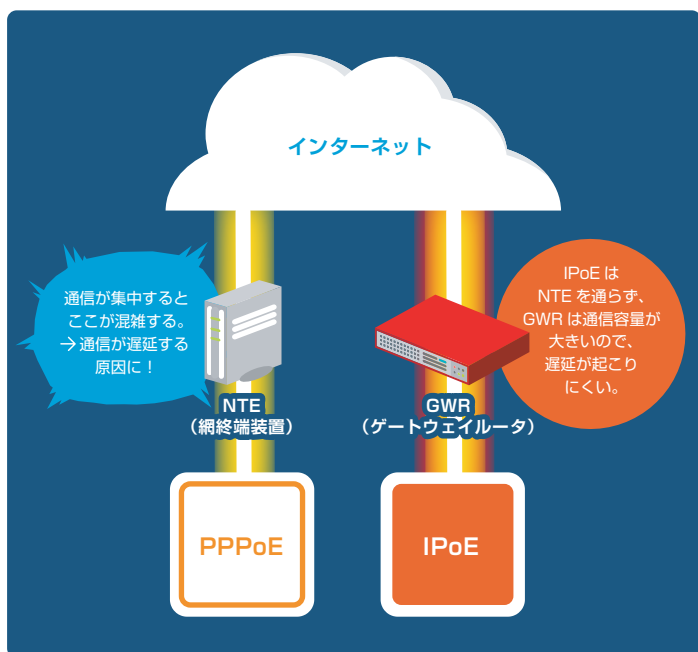 インターネット
通信が集中すると
ここが混雑する。
→通信が遅延する
原因に！
IPoE は
NTE を通らず、
GWR は通信容量が
大きいので、
遅延が起こり
にくい。
NTE
（網終端装置）
GWR
（ゲートウェイルータ）
PPPoE
IPoE